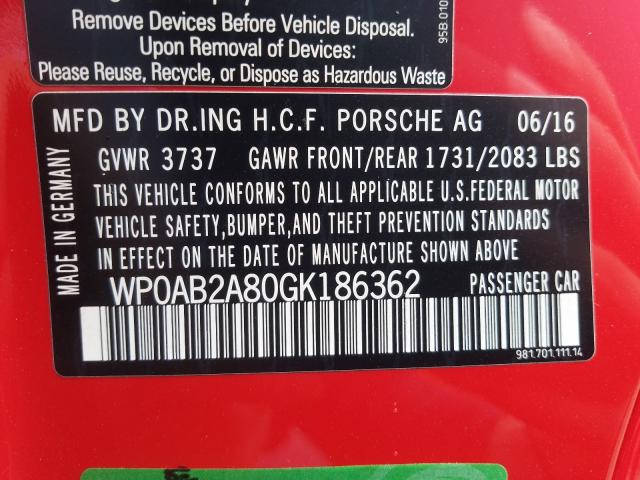 Remove Devices Before Vehicle Disposal.
Upon Removal of Devices:
Please Reuse, Recycle, or Dispose as Hazardous Waste
95B.010
MFD BY DR.ING H.C.F. PORSCHE AG 06/16
GVWR 3737 GAWR FRONT/REAR 1731/2083 LBS
THIS VEHICLE CONFORMS TO ALL APPLICABLE U.S.FEDERAL MOTOR
VEHICLE SAFETY,BUMPER,AND THEFT PREVENTION STANDARDS
IN EFFECT ON THE DATE OF MANUFACTURE SHOWN ABOVE.
MADE IN GERMANY
WP0AB2A80GK186362 PASSENGER CAR
981.701.111.14